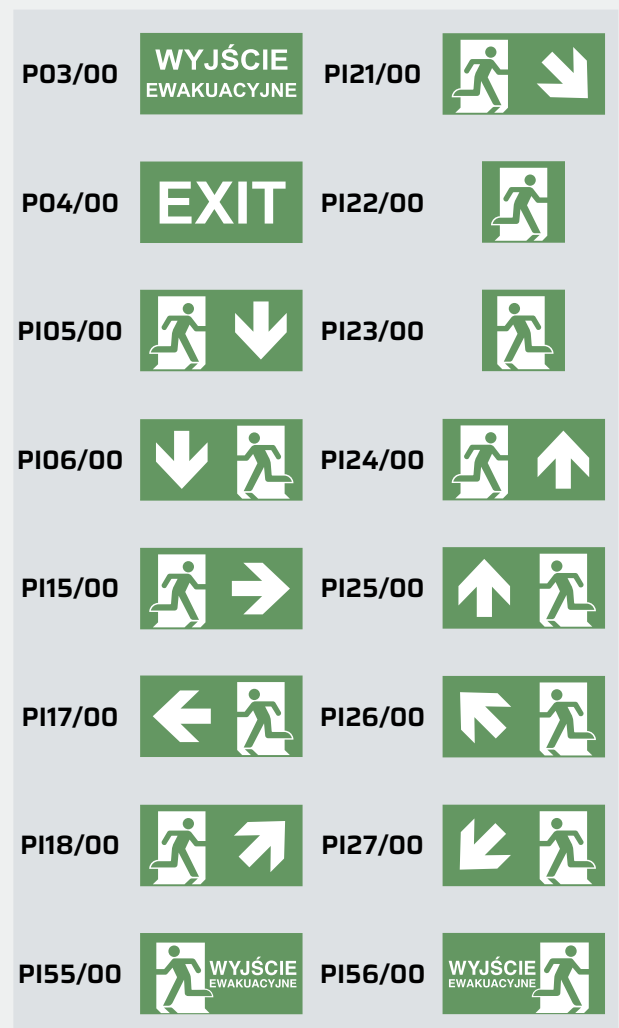 P03/00
WYJŚCIE
EWAKUACYJNE
PI21/00
P04/00
EXIT
PI22/00
PI05/00
PI23/00
PI06/00
PI24/00
PI15/00
PI25/00
PI17/00
PI26/00
PI18/00
PI27/00
PI55/00
WYJŚCIE
EWAKUACYJNE
PI56/00
WYJŚCIE
EWAKUACYJNE